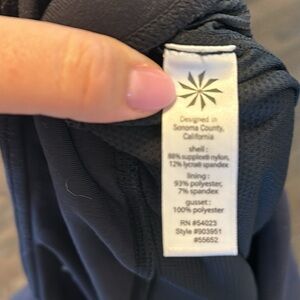 Designed in
Sonoma County,
California
shell :
88% supplex® nylon,
12% lycra® spandex
lining :
93% polyester,
7% spandex
gusset :
100% polyester
RN #54023
Style #903951
#55652